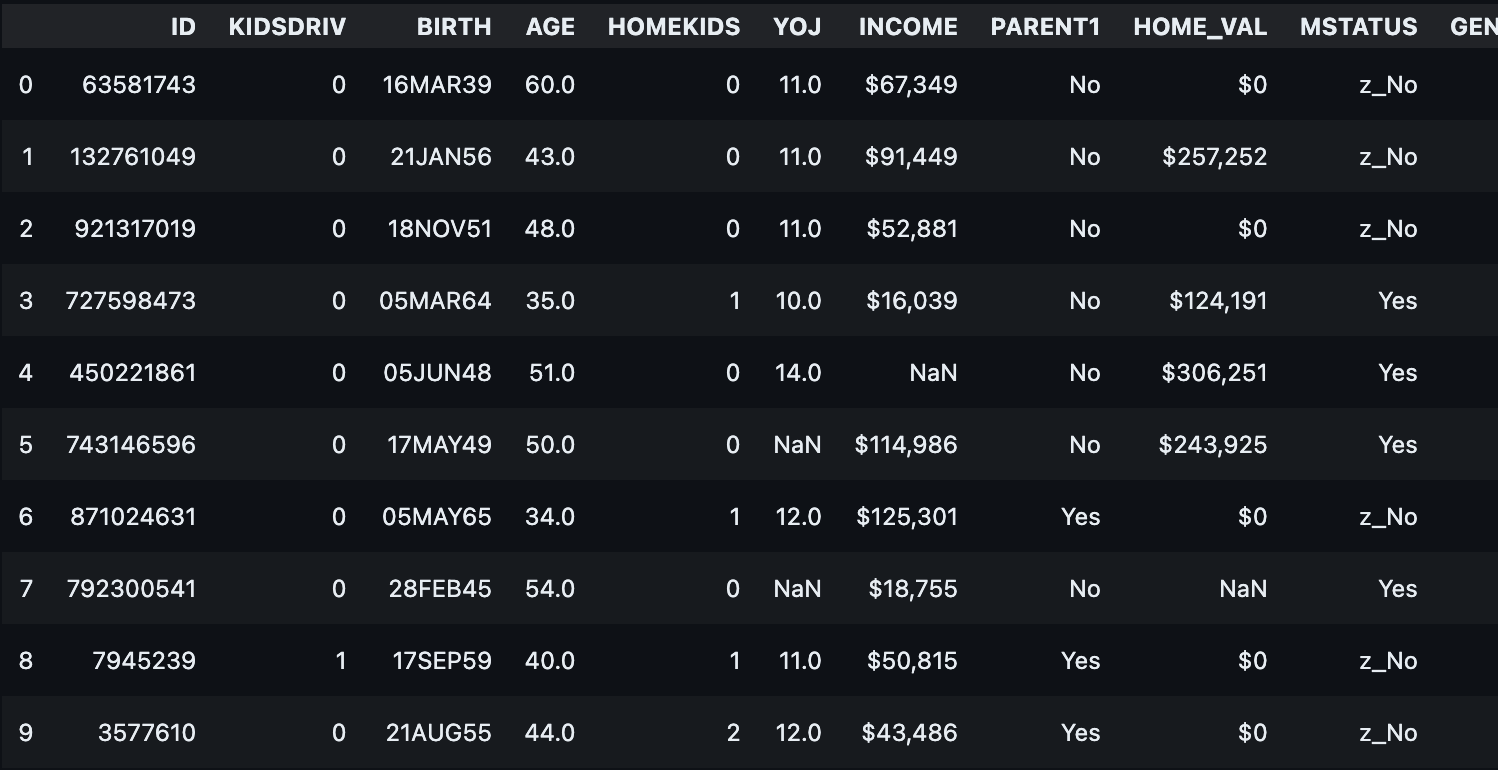 ID KIDSDRIV BIRTH AGE HOMEKIDS YOJ INCOME PARENT1 HOME_VAL MSTATUS GEN
0 63581743 0 16MAR39 60.0 0 11.0 $67,349 No $0 z_No
1 132761049 0 21JAN56 43.0 0 11.0 $91,449 No $257,252 z_No
2 921317019 0 18NOV51 48.0 0 11.0 $52,881 No $0 z_No
3 727598473 0 05MAR64 35.0 1 10.0 $16,039 No $124,191 Yes
4 450221861 0 05JUN48 51.0 0 14.0 NaN No $306,251 Yes
5 743146596 0 17MAY49 50.0 0 NaN $114,986 No $243,925 Yes
6 871024631 0 05MAY65 34.0 1 12.0 $125,301 Yes $0 z_No
7 792300541 0 28FEB45 54.0 0 NaN $18,755 No NaN Yes
8 7945239 1 17SEP59 40.0 1 11.0 $50,815 Yes $0 z_No
9 3577610 0 21AUG55 44.0 2 12.0 $43,486 Yes $0 z_No